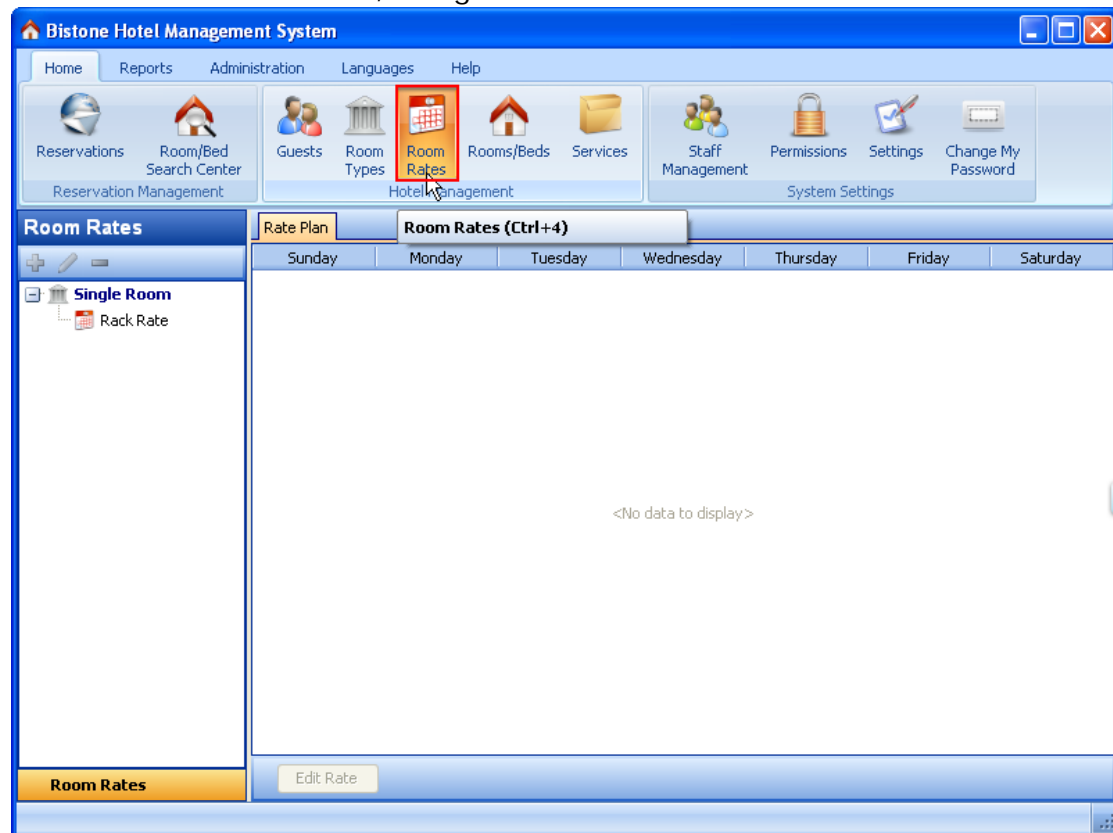 Bistone Hotel Management System
Home Reports Administration Languages Help
Reservations Room/Bed Search Center Guests Room Types Room Rates Rooms/Beds Services Staff Management Permissions Settings Change My Password
Reservation Management Hotel Management System Settings
Room Rates Rate Plan Room Rates (Ctrl+4)
Sunday Monday Tuesday Wednesday Thursday Friday Saturday
Single Room
Rack Rate
<No data to display>
Edit Rate
Room Rates